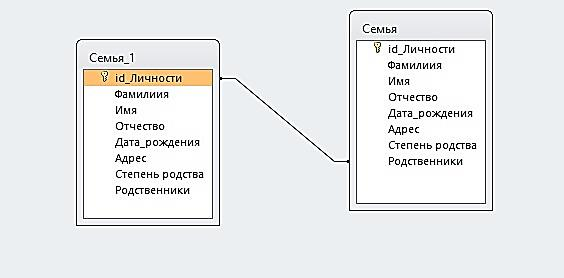 Семья_1
id_Личности
Фамилиия
Имя
Отчество
Дата_рождения
Адрес
Степень родства
Родственники
Семья
id_Личности
Фамилиия
Имя
Отчество
Дата_рождения
Адрес
Степень родства
Родственники